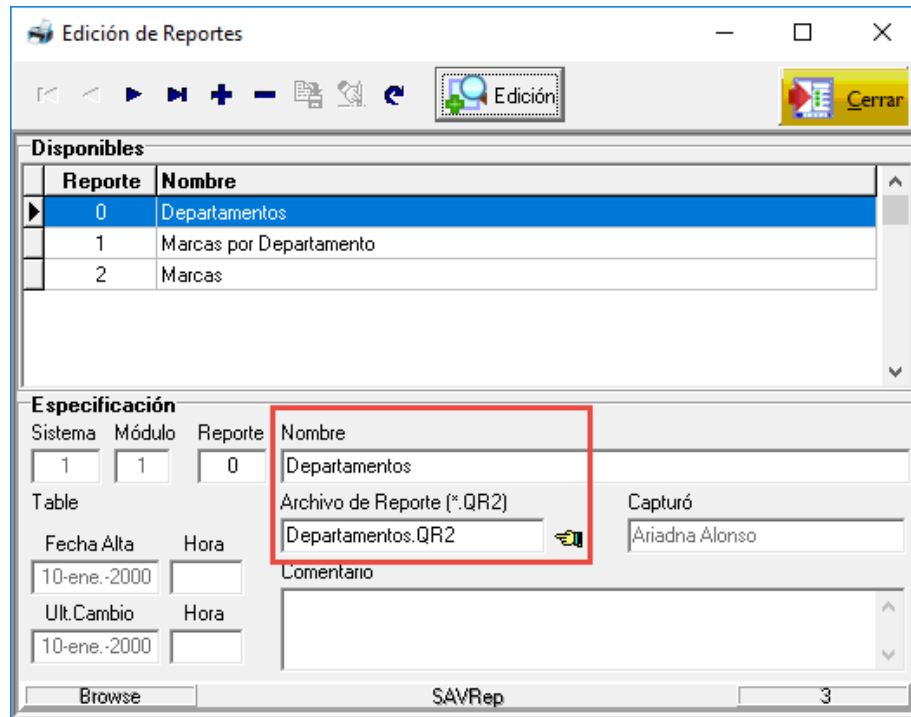 Edición de Reportes
Edición
Cerrar
Disponibles
Reporte Nombre
0 Departamentos
1 Marcas por Departamento
2 Marcas
Especificación
Sistema Módulo Reporte Nombre
1 1 0 Departamentos
Table Archivo de Reporte (*.QR2) Capturó
Departamentos.QR2 Ariadna Alonso
Fecha Alta Hora
10-ene.-2000
Comentario
Ult.Cambio Hora
10-ene.-2000
Browse SAVRep 3